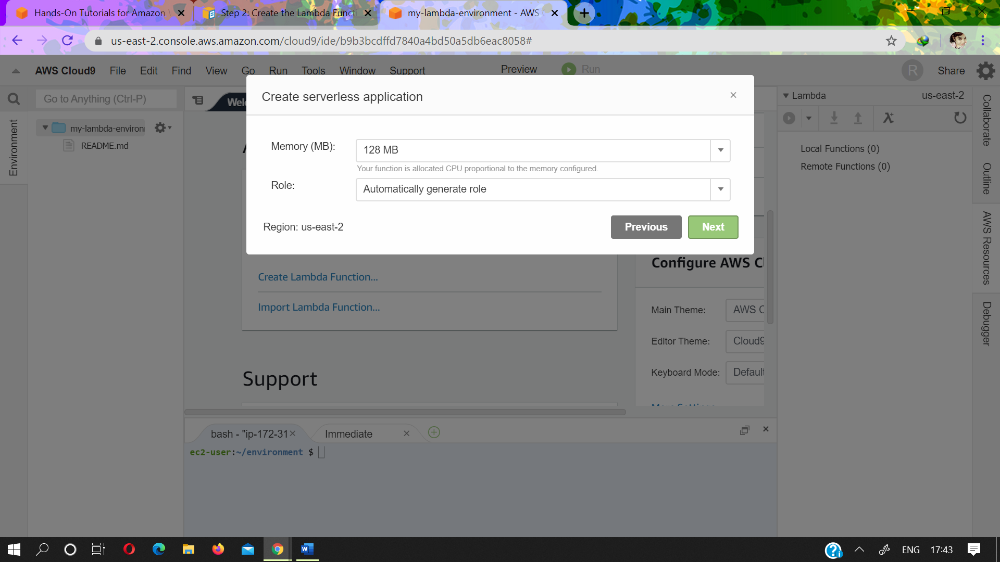 Hands-On Tutorials for Amazon
Step 2: Create the Lambda Functi
my-lambda-environment - AWS
us-east-2.console.aws.amazon.com/cloud9/ide/b9b3bcdffd7840a4bd50a5db6eac8058#
AWS Cloud9 File Edit Find View Go Run Tools Window Support Preview Run R Share
Go to Anything (Ctrl-P)
Environment
my-lambda-environ
README.md
Create serverless application
Memory (MB):
128 MB
Your function is allocated CPU proportional to the memory configured.
Role:
Automatically generate role
Region: us-east-2
Previous
Next
Create Lambda Function...
Import Lambda Function...
Support
Configure AWS Cl
Main Theme:
AWS C
Editor Theme:
Cloud9
Keyboard Mode:
Default
Lambda us-east-2
Local Functions (0)
Remote Functions (0)
Collaborate
Outline
AWS Resources
Debugger
bash - "ip-172-31
Immediate
ec2-user:~/environment $
ENG 17:43